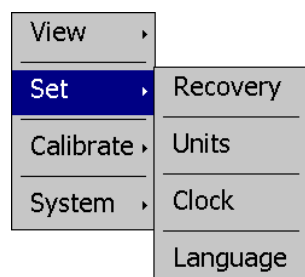 View
Set
Calibrate
System
Recovery
Units
Clock
Language